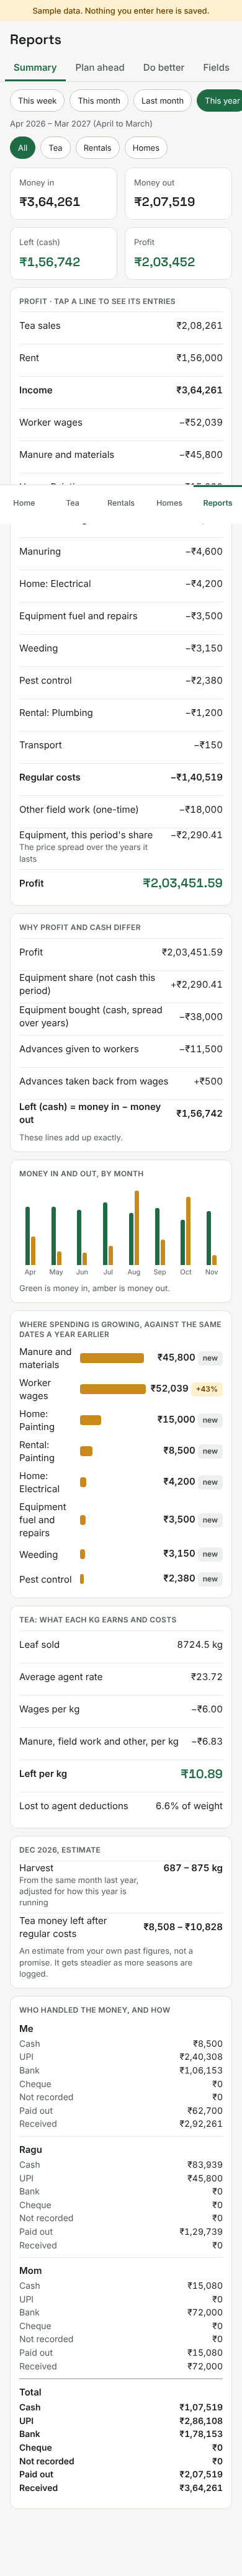 Sample data. Nothing you enter here is saved.
Reports
Summary Plan ahead Do better Fields
This week This month Last month This year
Apr 2026 – Mar 2027 (April to March)
All Tea Rentals Homes
Money in Money out
₹3,64,261 ₹2,07,519
Left (cash) Profit
₹1,56,742 ₹2,03,452
PROFIT · TAP A LINE TO SEE ITS ENTRIES
Tea sales ₹2,08,261
Rent ₹1,56,000
Income ₹3,64,261
Worker wages −₹52,039
Manure and materials −₹45,800
Home Tea Rentals Homes Reports
Manuring −₹4,600
Home: Electrical −₹4,200
Equipment fuel and repairs −₹3,500
Weeding −₹3,150
Pest control −₹2,380
Rental: Plumbing −₹1,200
Transport −₹150
Regular costs −₹1,40,519
Other field work (one-time) −₹18,000
Equipment, this period's share −₹2,290.41
The price spread over the years it
lasts
Profit ₹2,03,451.59
WHY PROFIT AND CASH DIFFER
Profit ₹2,03,451.59
Equipment share (not cash this
period) +₹2,290.41
Equipment bought (cash, spread
over years) −₹38,000
Advances given to workers −₹11,500
Advances taken back from wages +₹500
Left (cash) = money in − money
out ₹1,56,742
These lines add up exactly.
MONEY IN AND OUT, BY MONTH
Apr May Jun Jul Aug Sep Oct Nov
Green is money in, amber is money out.
WHERE SPENDING IS GROWING, AGAINST THE SAME
DATES A YEAR EARLIER
Manure and
materials ₹45,800 new
Worker
wages ₹52,039 +43%
Home:
Painting ₹15,000 new
Rental:
Painting ₹8,500 new
Home:
Electrical ₹4,200 new
Equipment
fuel and
repairs ₹3,500 new
Weeding ₹3,150 new
Pest control ₹2,380 new
TEA: WHAT EACH KG EARNS AND COSTS
Leaf sold 8724.5 kg
Average agent rate ₹23.72
Wages per kg −₹6.00
Manure, field work and other, per kg −₹6.83
Left per kg ₹10.89
Lost to agent deductions 6.6% of weight
DEC 2026, ESTIMATE
Harvest 687 – 875 kg
From the same month last year,
adjusted for how this year is
running
Tea money left after
regular costs ₹8,508 – ₹10,828
An estimate from your own past figures, not a
promise. It gets steadier as more seasons are
logged.
WHO HANDLED THE MONEY, AND HOW
Me
Cash ₹8,500
UPI ₹2,40,308
Bank ₹1,06,153
Cheque ₹0
Not recorded ₹0
Paid out ₹62,700
Received ₹2,92,261
Ragu
Cash ₹83,939
UPI ₹45,800
Bank ₹0
Cheque ₹0
Not recorded ₹0
Paid out ₹1,29,739
Received ₹0
Mom
Cash ₹15,080
UPI ₹0
Bank ₹72,000
Cheque ₹0
Not recorded ₹0
Paid out ₹15,080
Received ₹72,000
Total
Cash ₹1,07,519
UPI ₹2,86,108
Bank ₹1,78,153
Cheque ₹0
Not recorded ₹0
Paid out ₹2,07,519
Received ₹3,64,261